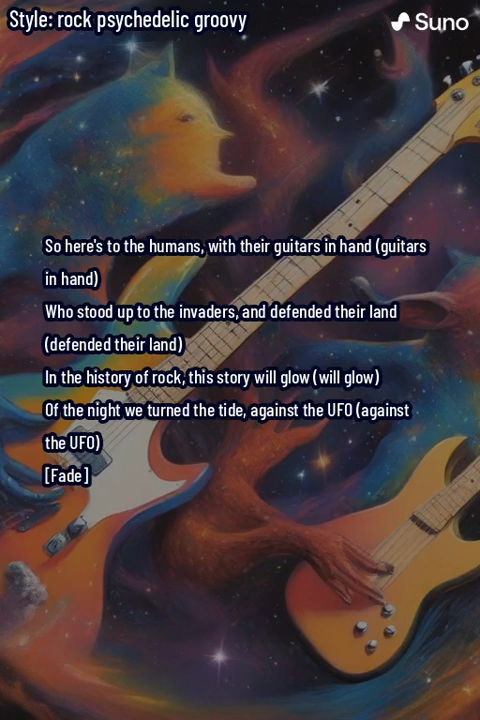 Style: rock psychedelic groovy
Suno
So here's to the humans, with their guitars in hand (guitars
in hand)
Who stood up to the invaders, and defended their land
(defended their land)
In the history of rock, this story will glow (will glow)
Of the night we turned the tide, against the UFO (against
the UFO)
[Fade]